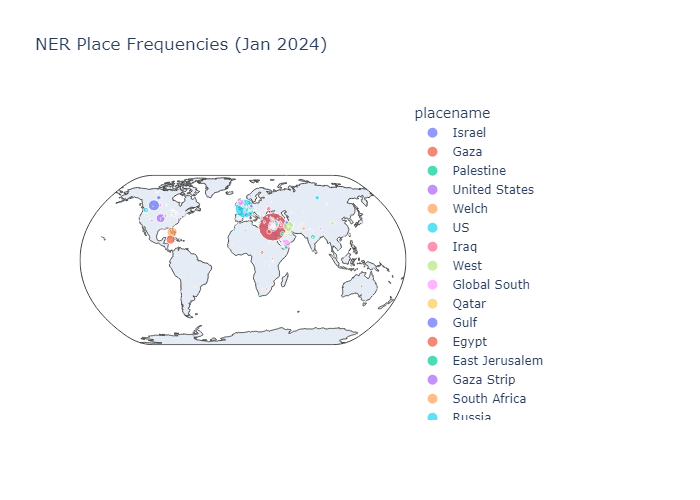 NER Place Frequencies (Jan 2024)
placename
Israel
Gaza
Palestine
United States
Welch
US
Iraq
West
Global South
Qatar
Gulf
Egypt
East Jerusalem
Gaza Strip
South Africa
Russia